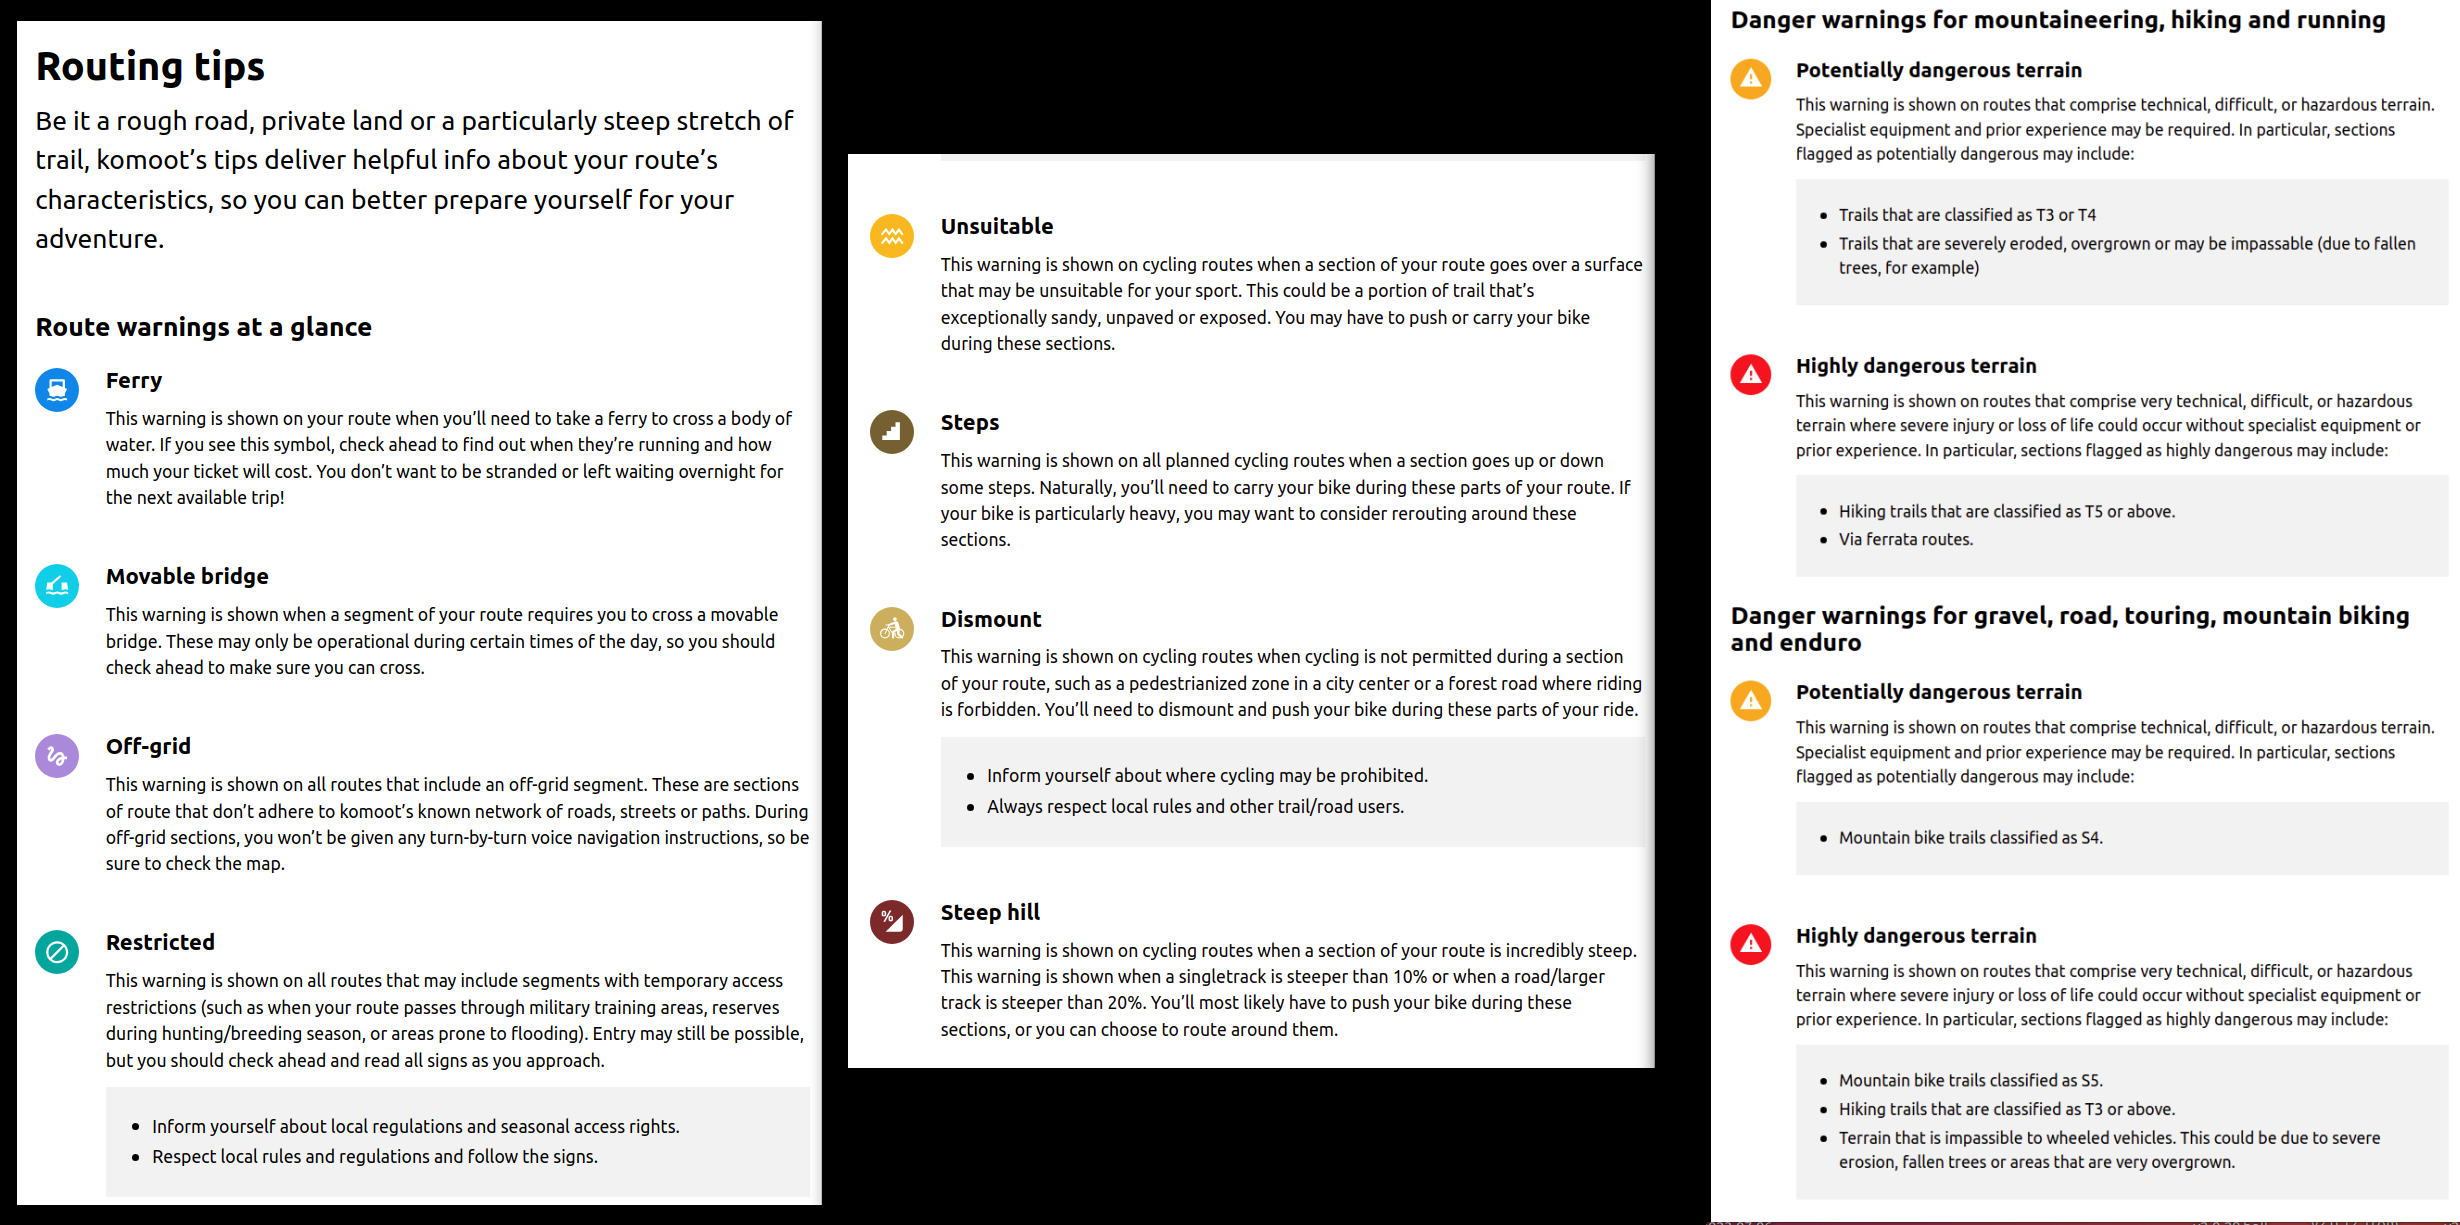 Routing tips
Be it a rough road, private land or a particularly steep stretch of
trail, komoot’s tips deliver helpful info about your route’s
characteristics, so you can better prepare yourself for your
adventure.
Route warnings at a glance
Ferry
This warning is shown on your route when you’ll need to take a ferry to cross a body of
water. If you see this symbol, check ahead to find out when they’re running and how
much your ticket will cost. You don’t want to be stranded or left waiting overnight for
the next available trip!
Movable bridge
This warning is shown when a segment of your route requires you to cross a movable
bridge. These may only be operational during certain times of the day, so you should
check ahead to make sure you can cross.
Off-grid
This warning is shown on all routes that include an off-grid segment. These are sections
of route that don’t adhere to komoot’s known network of roads, streets or paths. During
off-grid sections, you won’t be given any turn-by-turn voice navigation instructions, so be
sure to check the map.
Restricted
This warning is shown on all routes that may include segments with temporary access
restrictions (such as when your route passes through military training areas, reserves
during hunting/breeding season, or areas prone to flooding). Entry may still be possible,
but you should check ahead and read all signs as you approach.
• Inform yourself about local regulations and seasonal access rights.
• Respect local rules and regulations and follow the signs.
Unsuitable
This warning is shown on cycling routes when a section of your route goes over a surface
that may be unsuitable for your sport. This could be a portion of trail that’s
exceptionally sandy, unpaved or exposed. You may have to push or carry your bike
during these sections.
Steps
This warning is shown on all planned cycling routes when a section goes up or down
some steps. Naturally, you’ll need to carry your bike during these parts of your route. If
your bike is particularly heavy, you may want to consider rerouting around these
sections.
Dismount
This warning is shown on cycling routes when cycling is not permitted during a section
of your route, such as a pedestrianized zone in a city center or a forest road where riding
is forbidden. You’ll need to dismount and push your bike during these parts of your ride.
• Inform yourself about where cycling may be prohibited.
• Always respect local rules and other trail/road users.
%
Steep hill
This warning is shown on cycling routes when a section of your route is incredibly steep.
This warning is shown when a singletrack is steeper than 10% or when a road/larger
track is steeper than 20%. You’ll most likely have to push your bike during these
sections, or you can choose to route around them.
Danger warnings for mountaineering, hiking and running
Potentially dangerous terrain
This warning is shown on routes that comprise technical, difficult, or hazardous terrain.
Specialist equipment and prior experience may be required. In particular, sections
flagged as potentially dangerous may include:
• Trails that are classified as T3 or T4
• Trails that are severely eroded, overgrown or may be impassable (due to fallen
trees, for example)
Highly dangerous terrain
This warning is shown on routes that comprise very technical, difficult, or hazardous
terrain where severe injury or loss of life could occur without specialist equipment or
prior experience. In particular, sections flagged as highly dangerous may include:
• Hiking trails that are classified as T5 or above.
• Via ferrata routes.
Danger warnings for gravel, road, touring, mountain biking
and enduro
Potentially dangerous terrain
This warning is shown on routes that comprise technical, difficult, or hazardous terrain.
Specialist equipment and prior experience may be required. In particular, sections
flagged as potentially dangerous may include:
• Mountain bike trails classified as S4.
Highly dangerous terrain
This warning is shown on routes that comprise very technical, difficult, or hazardous
terrain where severe injury or loss of life could occur without specialist equipment or
prior experience. In particular, sections flagged as highly dangerous may include:
• Mountain bike trails classified as S5.
• Hiking trails that are classified as T3 or above.
• Terrain that is impassible to wheeled vehicles. This could be due to severe
erosion, fallen trees or areas that are very overgrown.